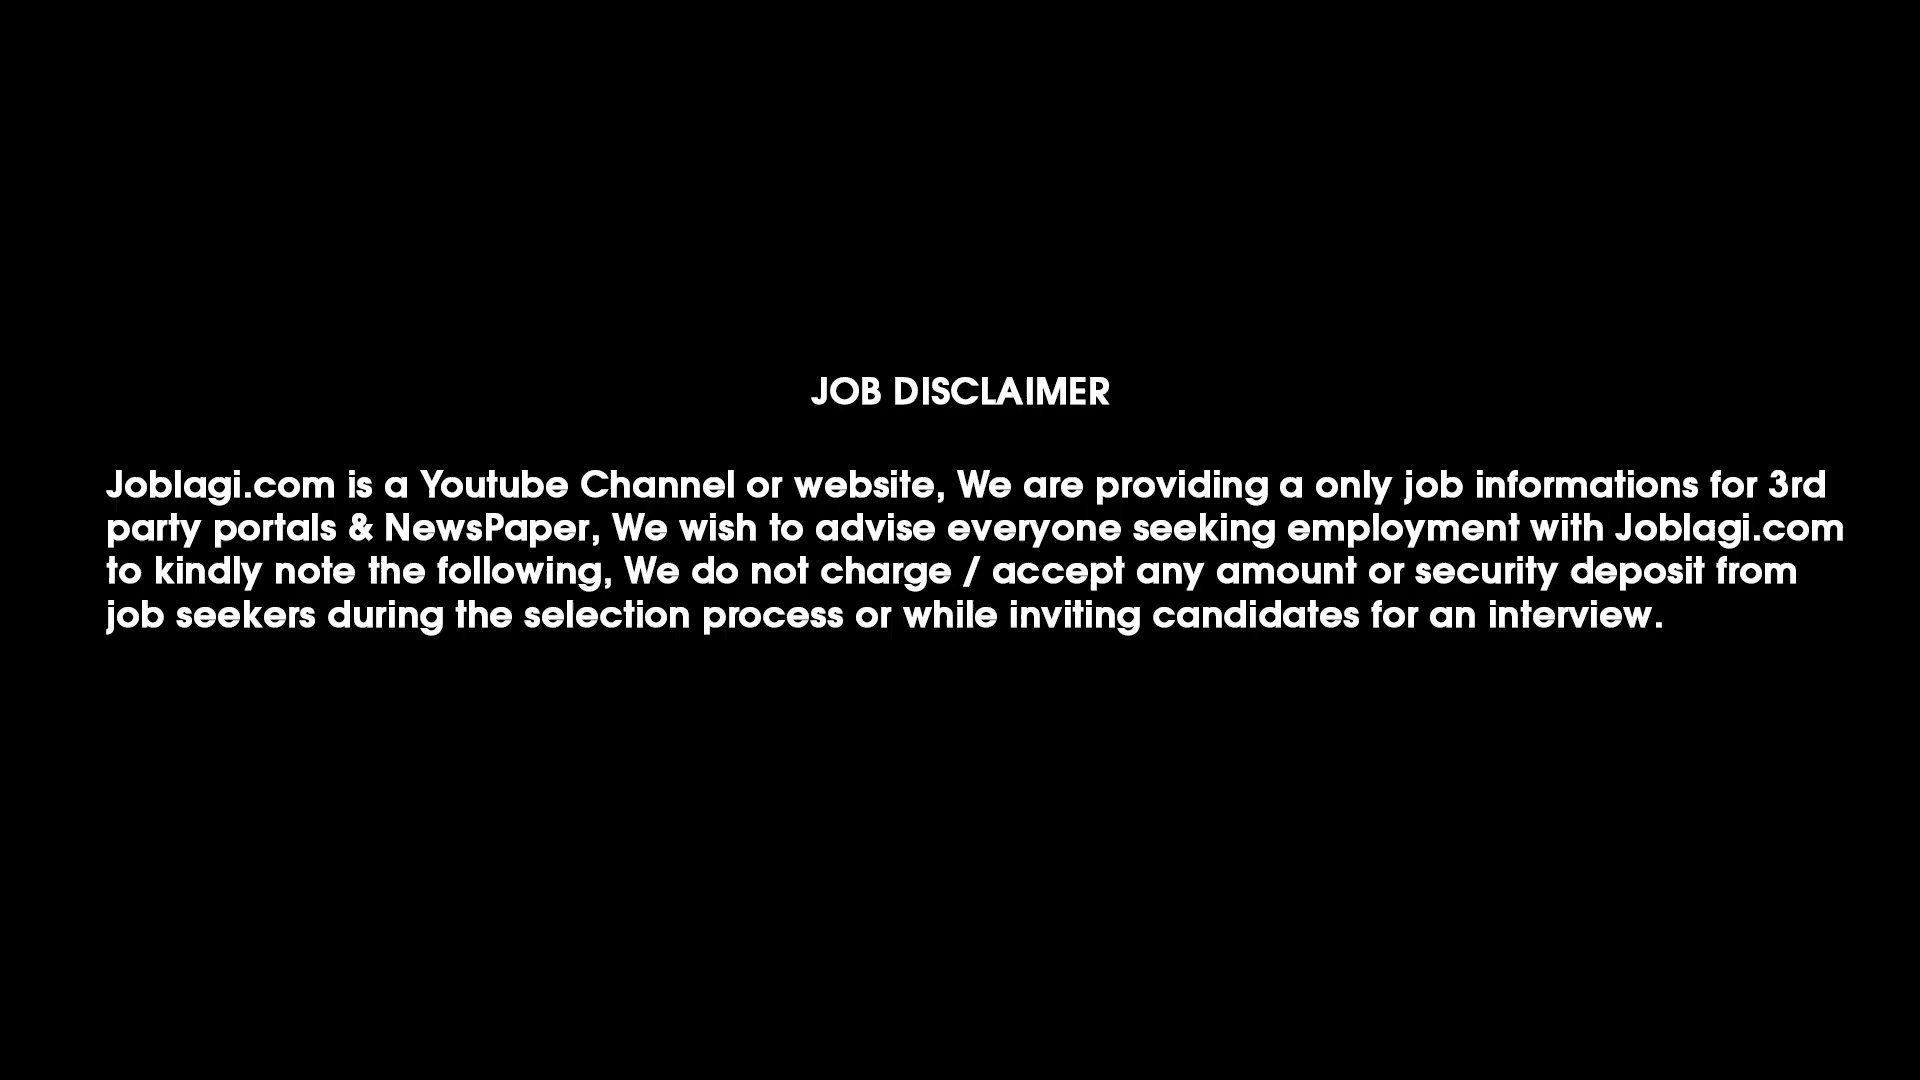 JOB DISCLAIMER
Joblagi.com is a Youtube Channel or website, We are providing a only job informations for 3rd
party portals & NewsPaper, We wish to advise everyone seeking employment with Joblagi.com
to kindly note the following, We do not charge / accept any amount or security deposit from
job seekers during the selection process or while inviting candidates for an interview.